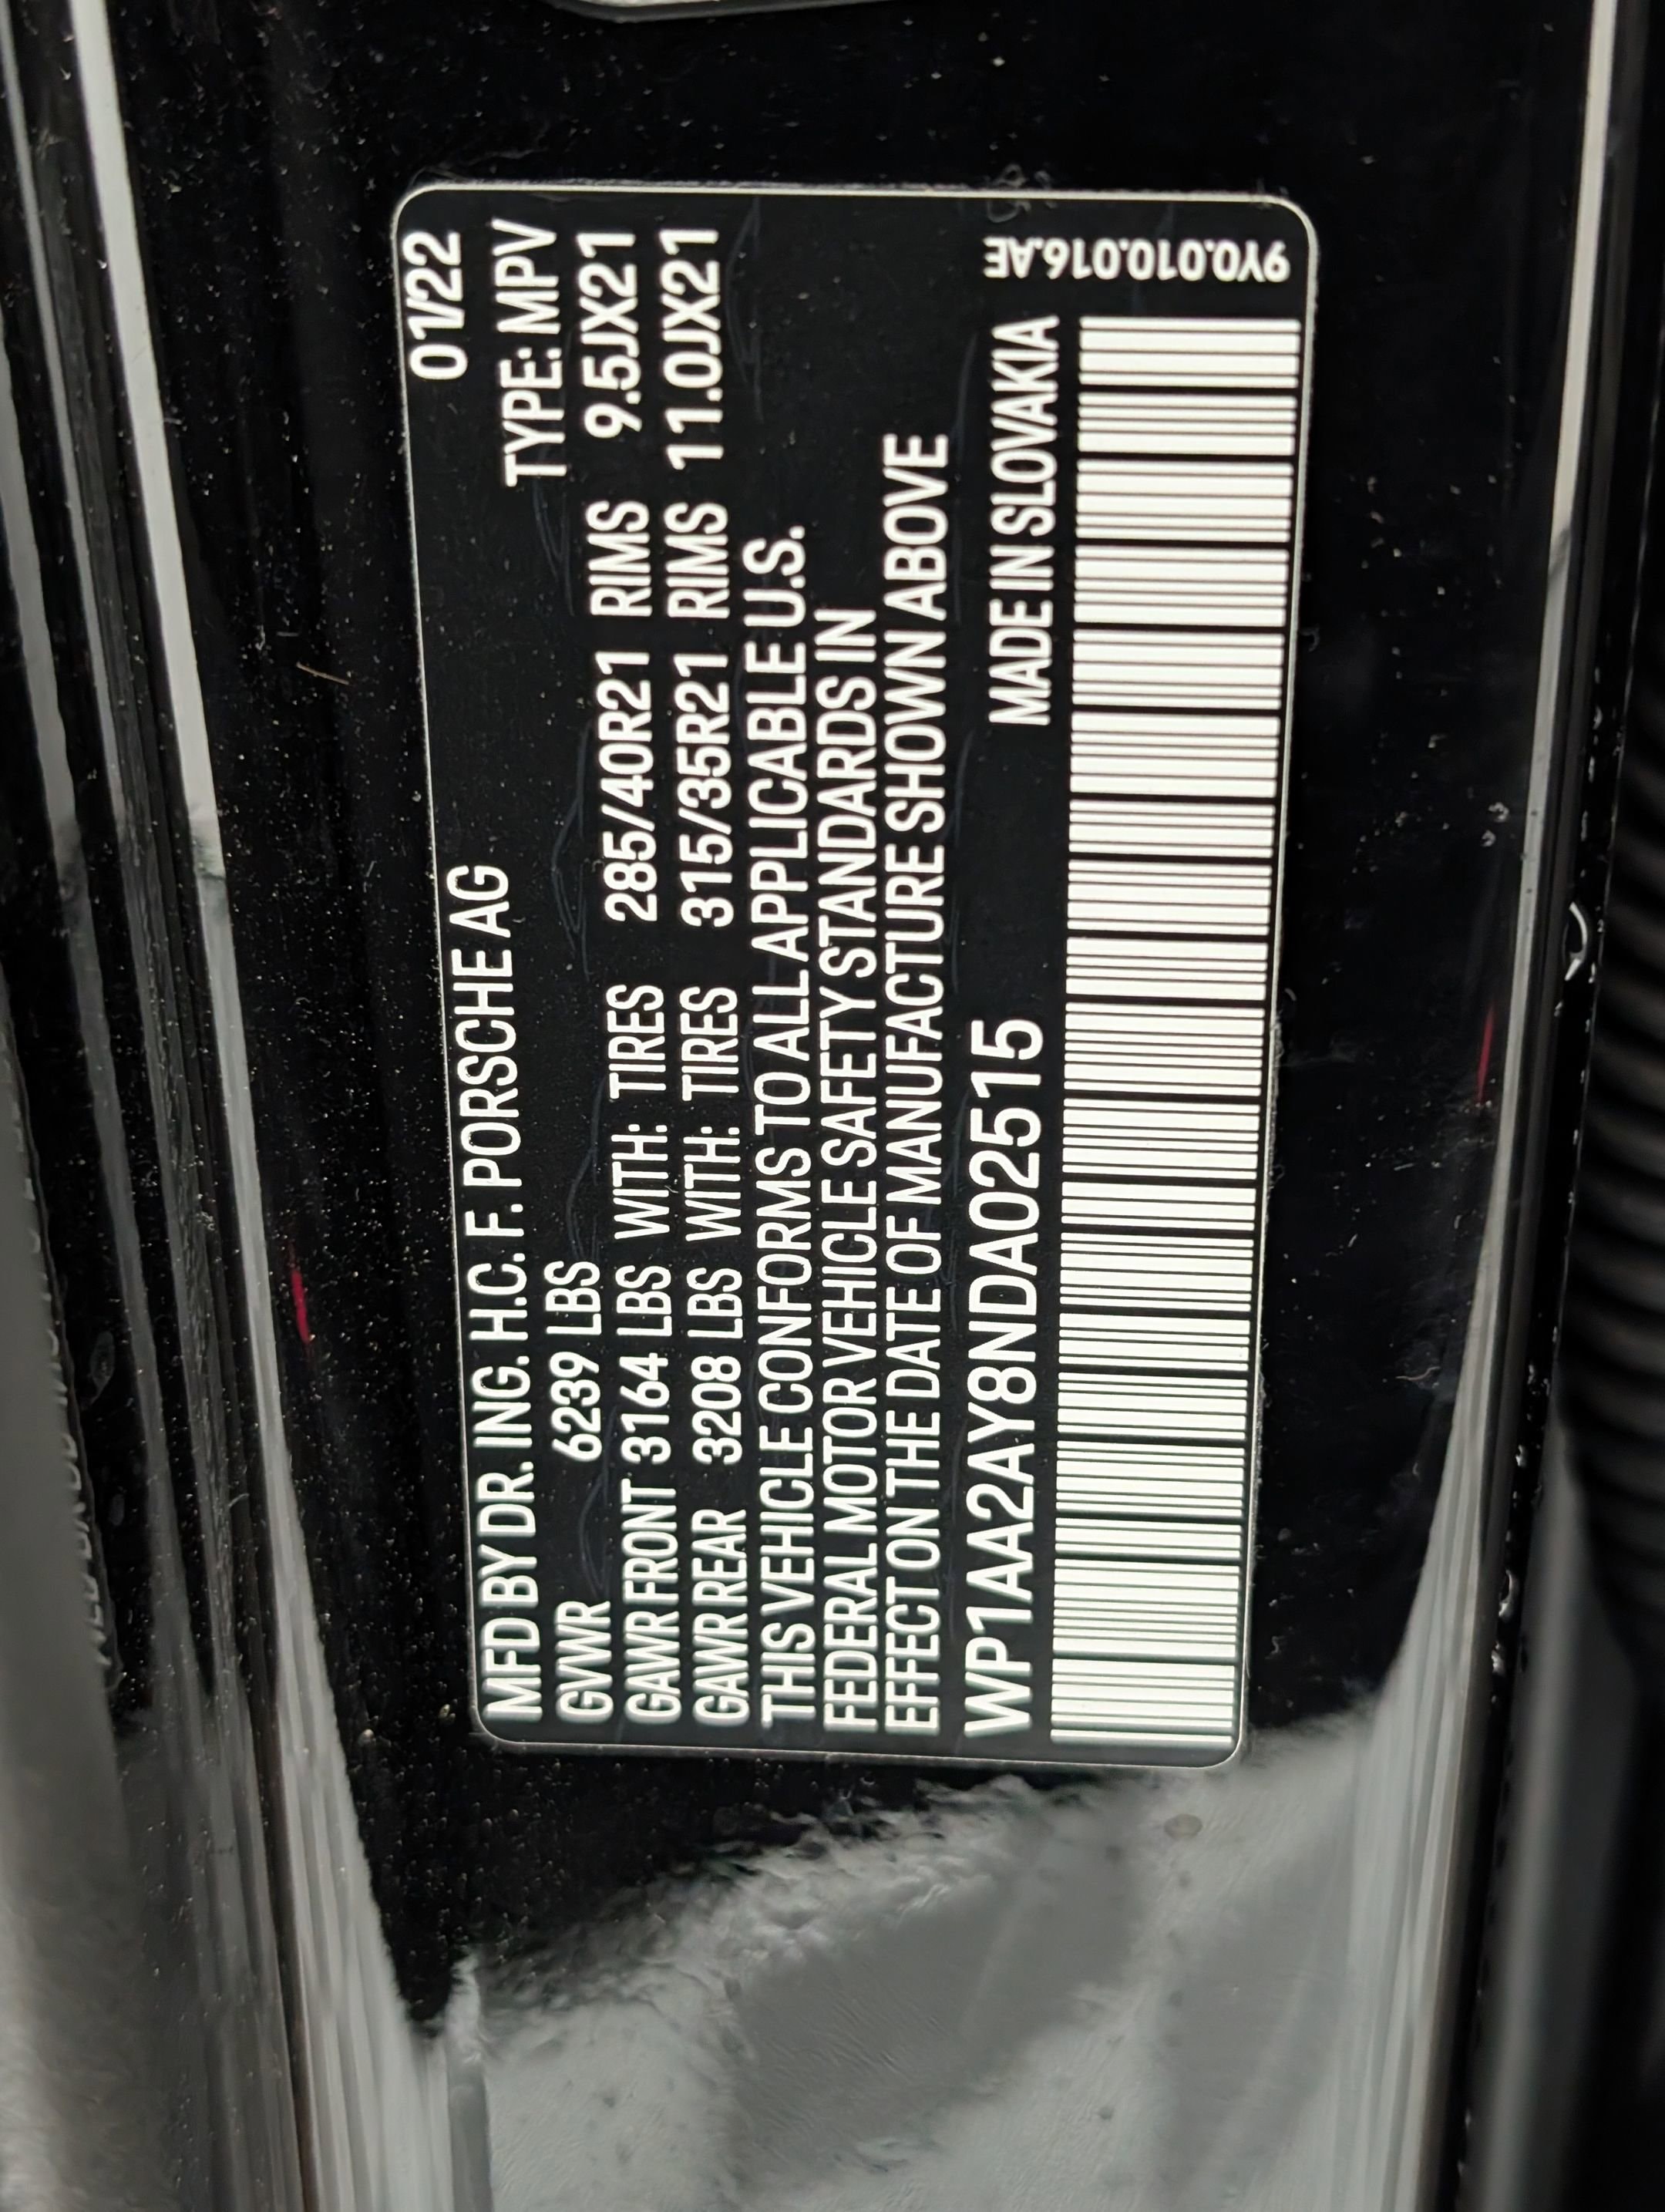 MFD BY DR. ING. H.C. F. PORSCHE AG 01/22
GVWR 6239 LBS TYPE: MPV
GAWR FRONT 3164 LBS WITH: TIRES 285/40R21 RIMS 9.5JX21
GAWR REAR 3208 LBS WITH: TIRES 315/35R21 RIMS 11.0JX21
THIS VEHICLE CONFORMS TO ALL APPLICABLE U.S.
FEDERAL MOTOR VEHICLE SAFETY STANDARDS IN
EFFECT ON THE DATE OF MANUFACTURE SHOWN ABOVE
WP1AA2AY8NDA02515 MADE IN SLOVAKIA
9Y0.010.016.AE